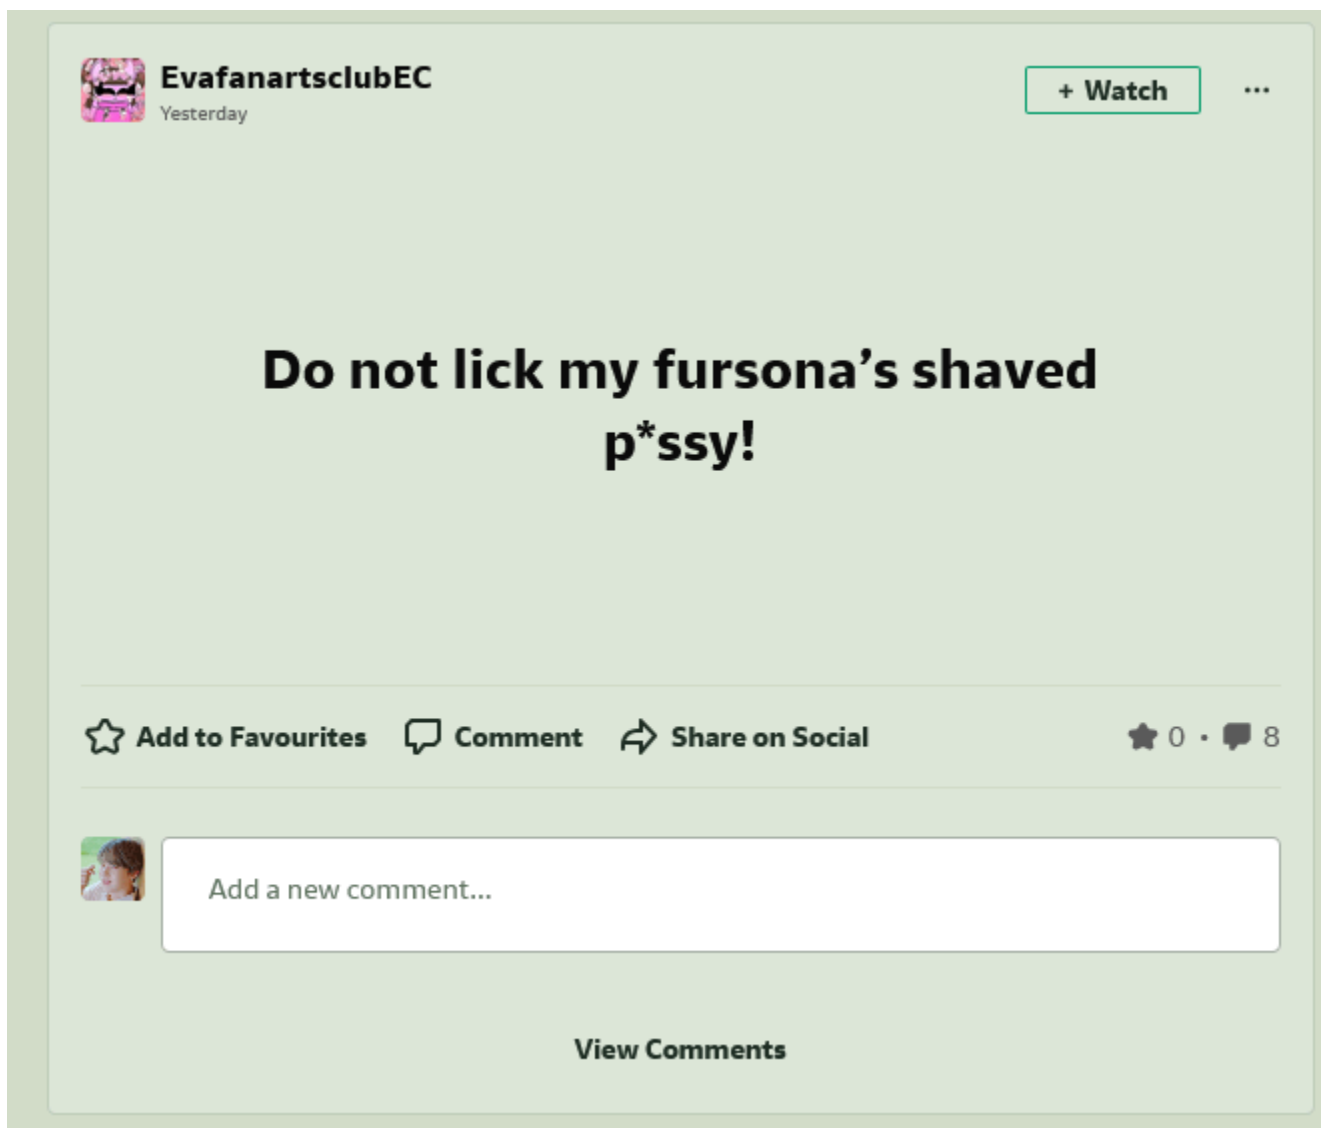 EvafanartsclubEC
Yesterday
+ Watch
...
Do not lick my fursona’s shaved
p*ssy!
Add to Favourites Comment Share on Social 0 • 8
Add a new comment...
View Comments